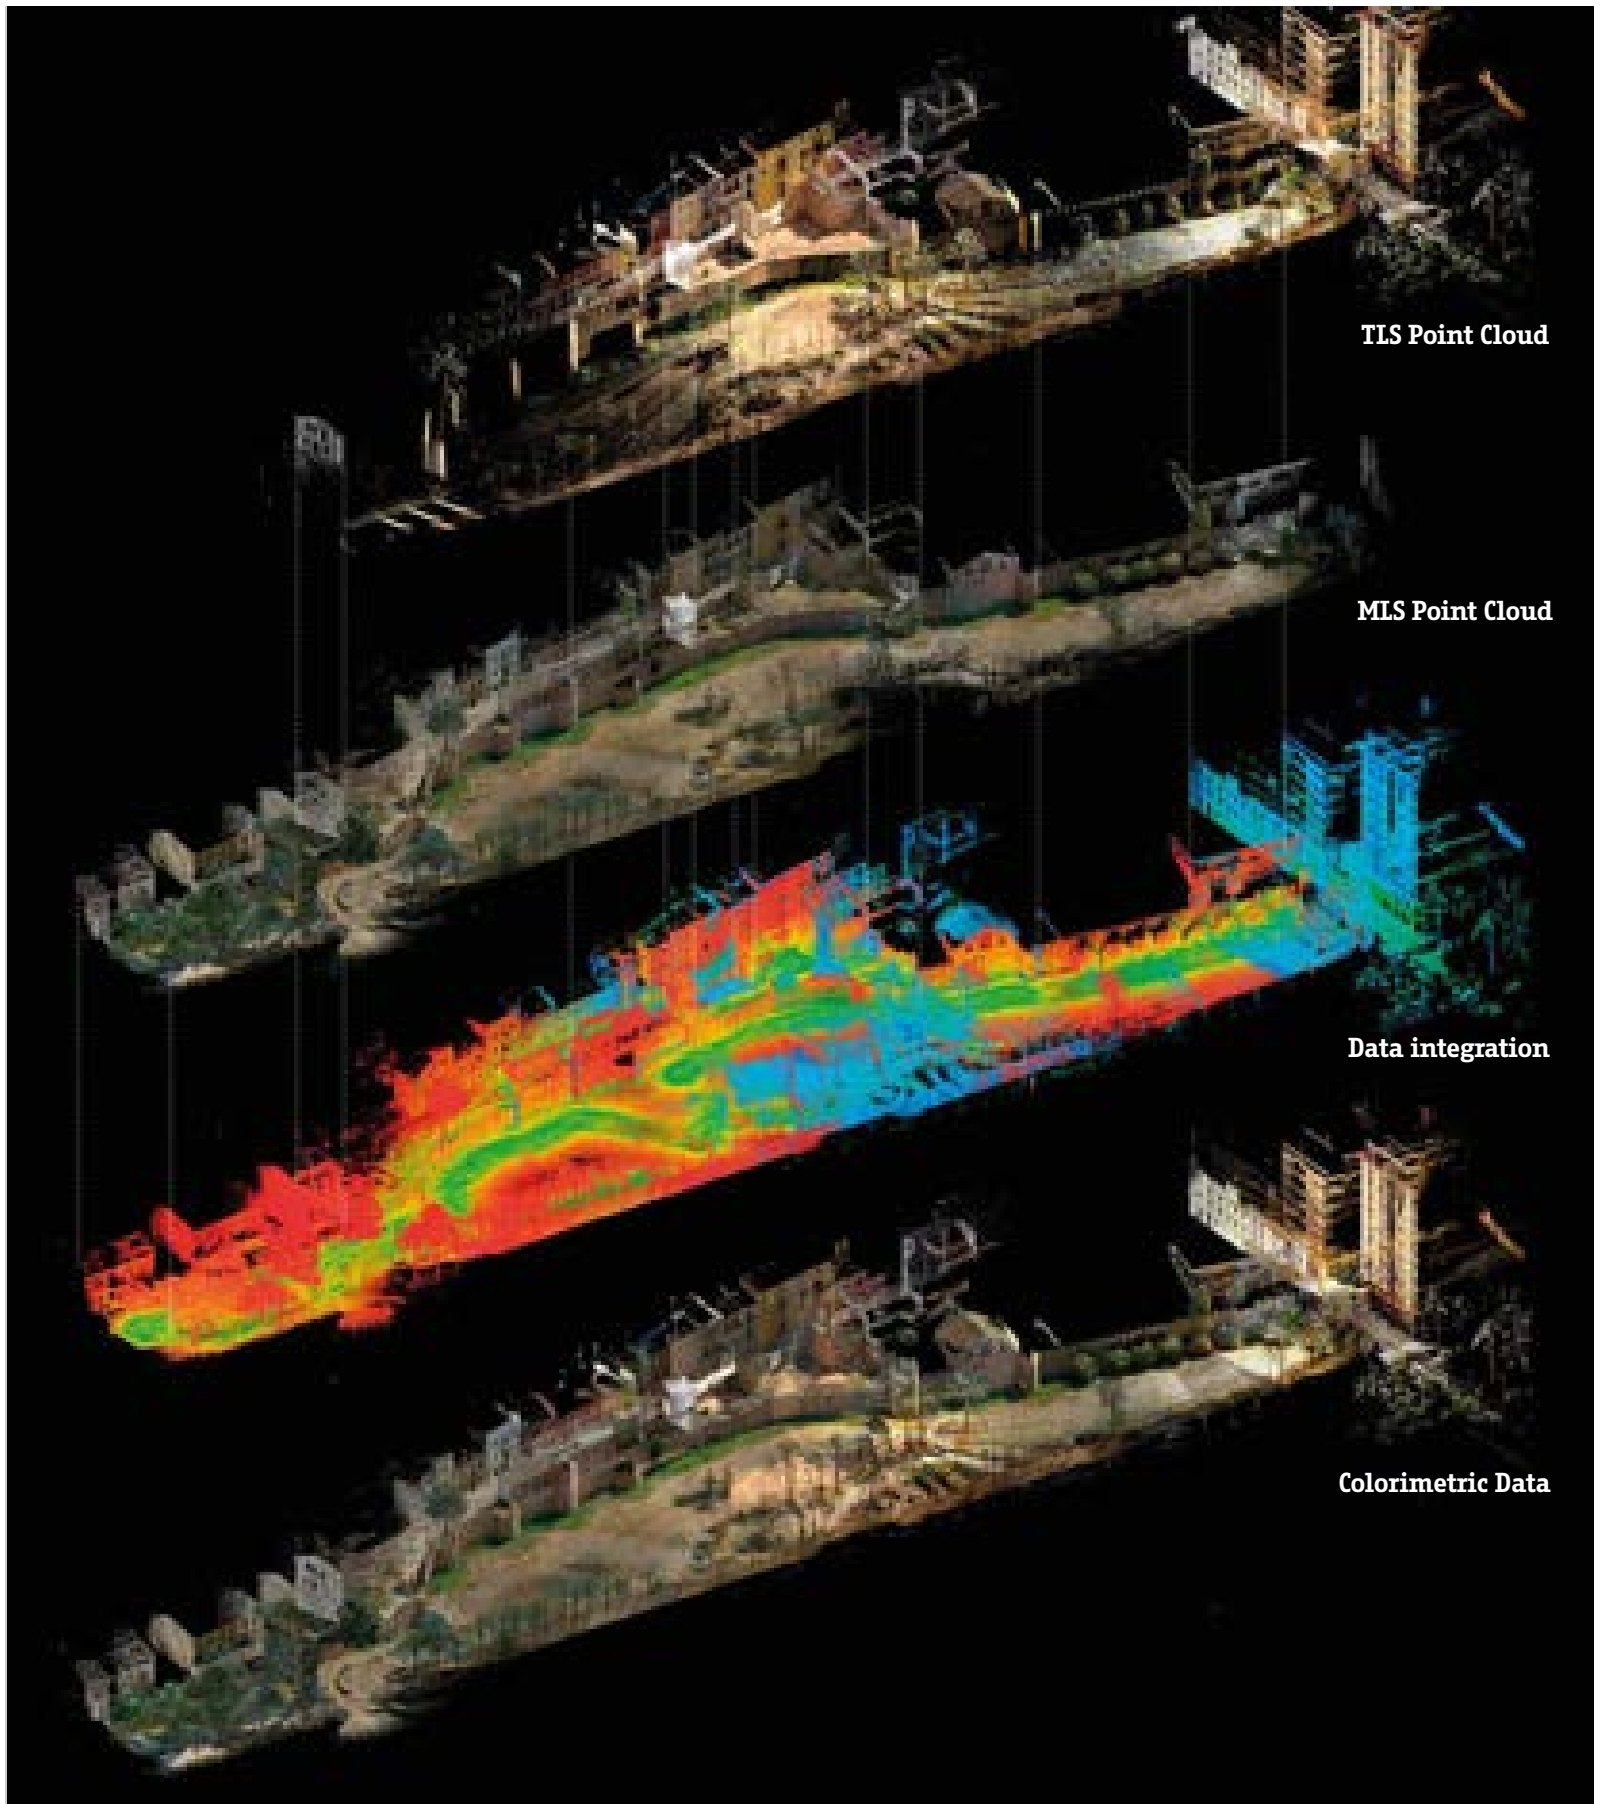 TLS Point Cloud
MLS Point Cloud
Data integration
Colorimetric Data